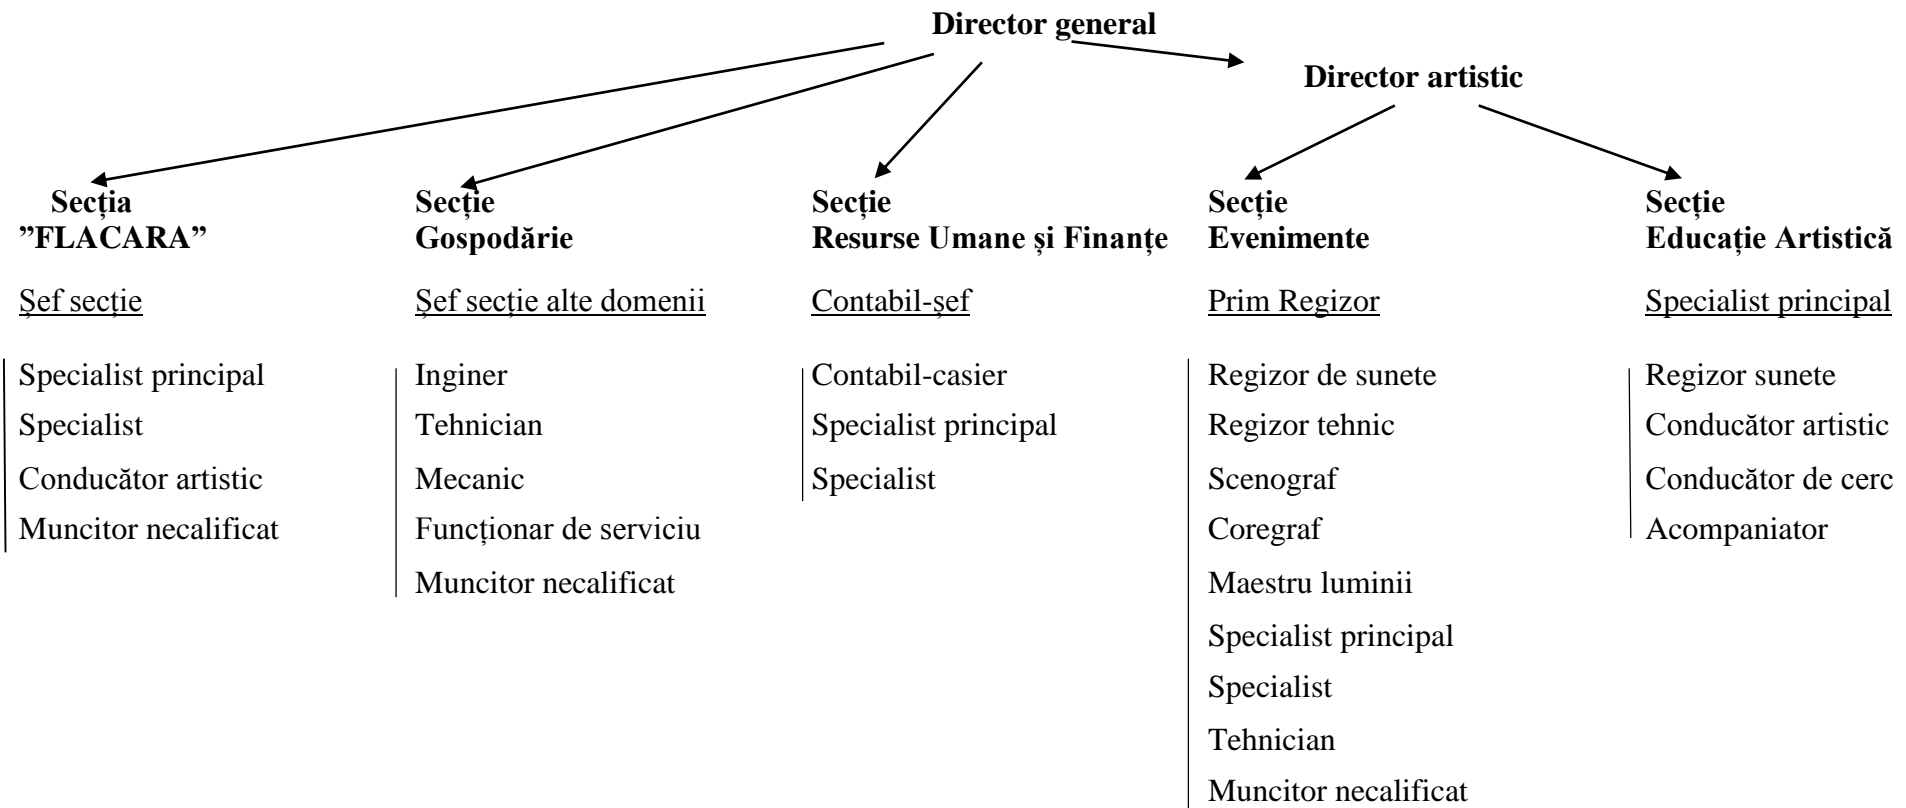 Director general
Director artistic
Secția
”FLACARA”
Șef secție
Specialist principal
Specialist
Conducător artistic
Muncitor necalificat
Secție
Gospodărie
Șef secție alte domenii
Inginer
Tehnician
Mecanic
Funcționar de serviciu
Muncitor necalificat
Secție
Resurse Umane și Finanțe
Contabil-șef
Contabil-casier
Specialist principal
Specialist
Secție
Evenimente
Prim Regizor
Regizor de sunete
Regizor tehnic
Scenograf
Coregraf
Maestru luminii
Specialist principal
Specialist
Tehnician
Muncitor necalificat
Secție
Educație Artistică
Specialist principal
Regizor sunete
Conducător artistic
Conducător de cerc
Acompaniator